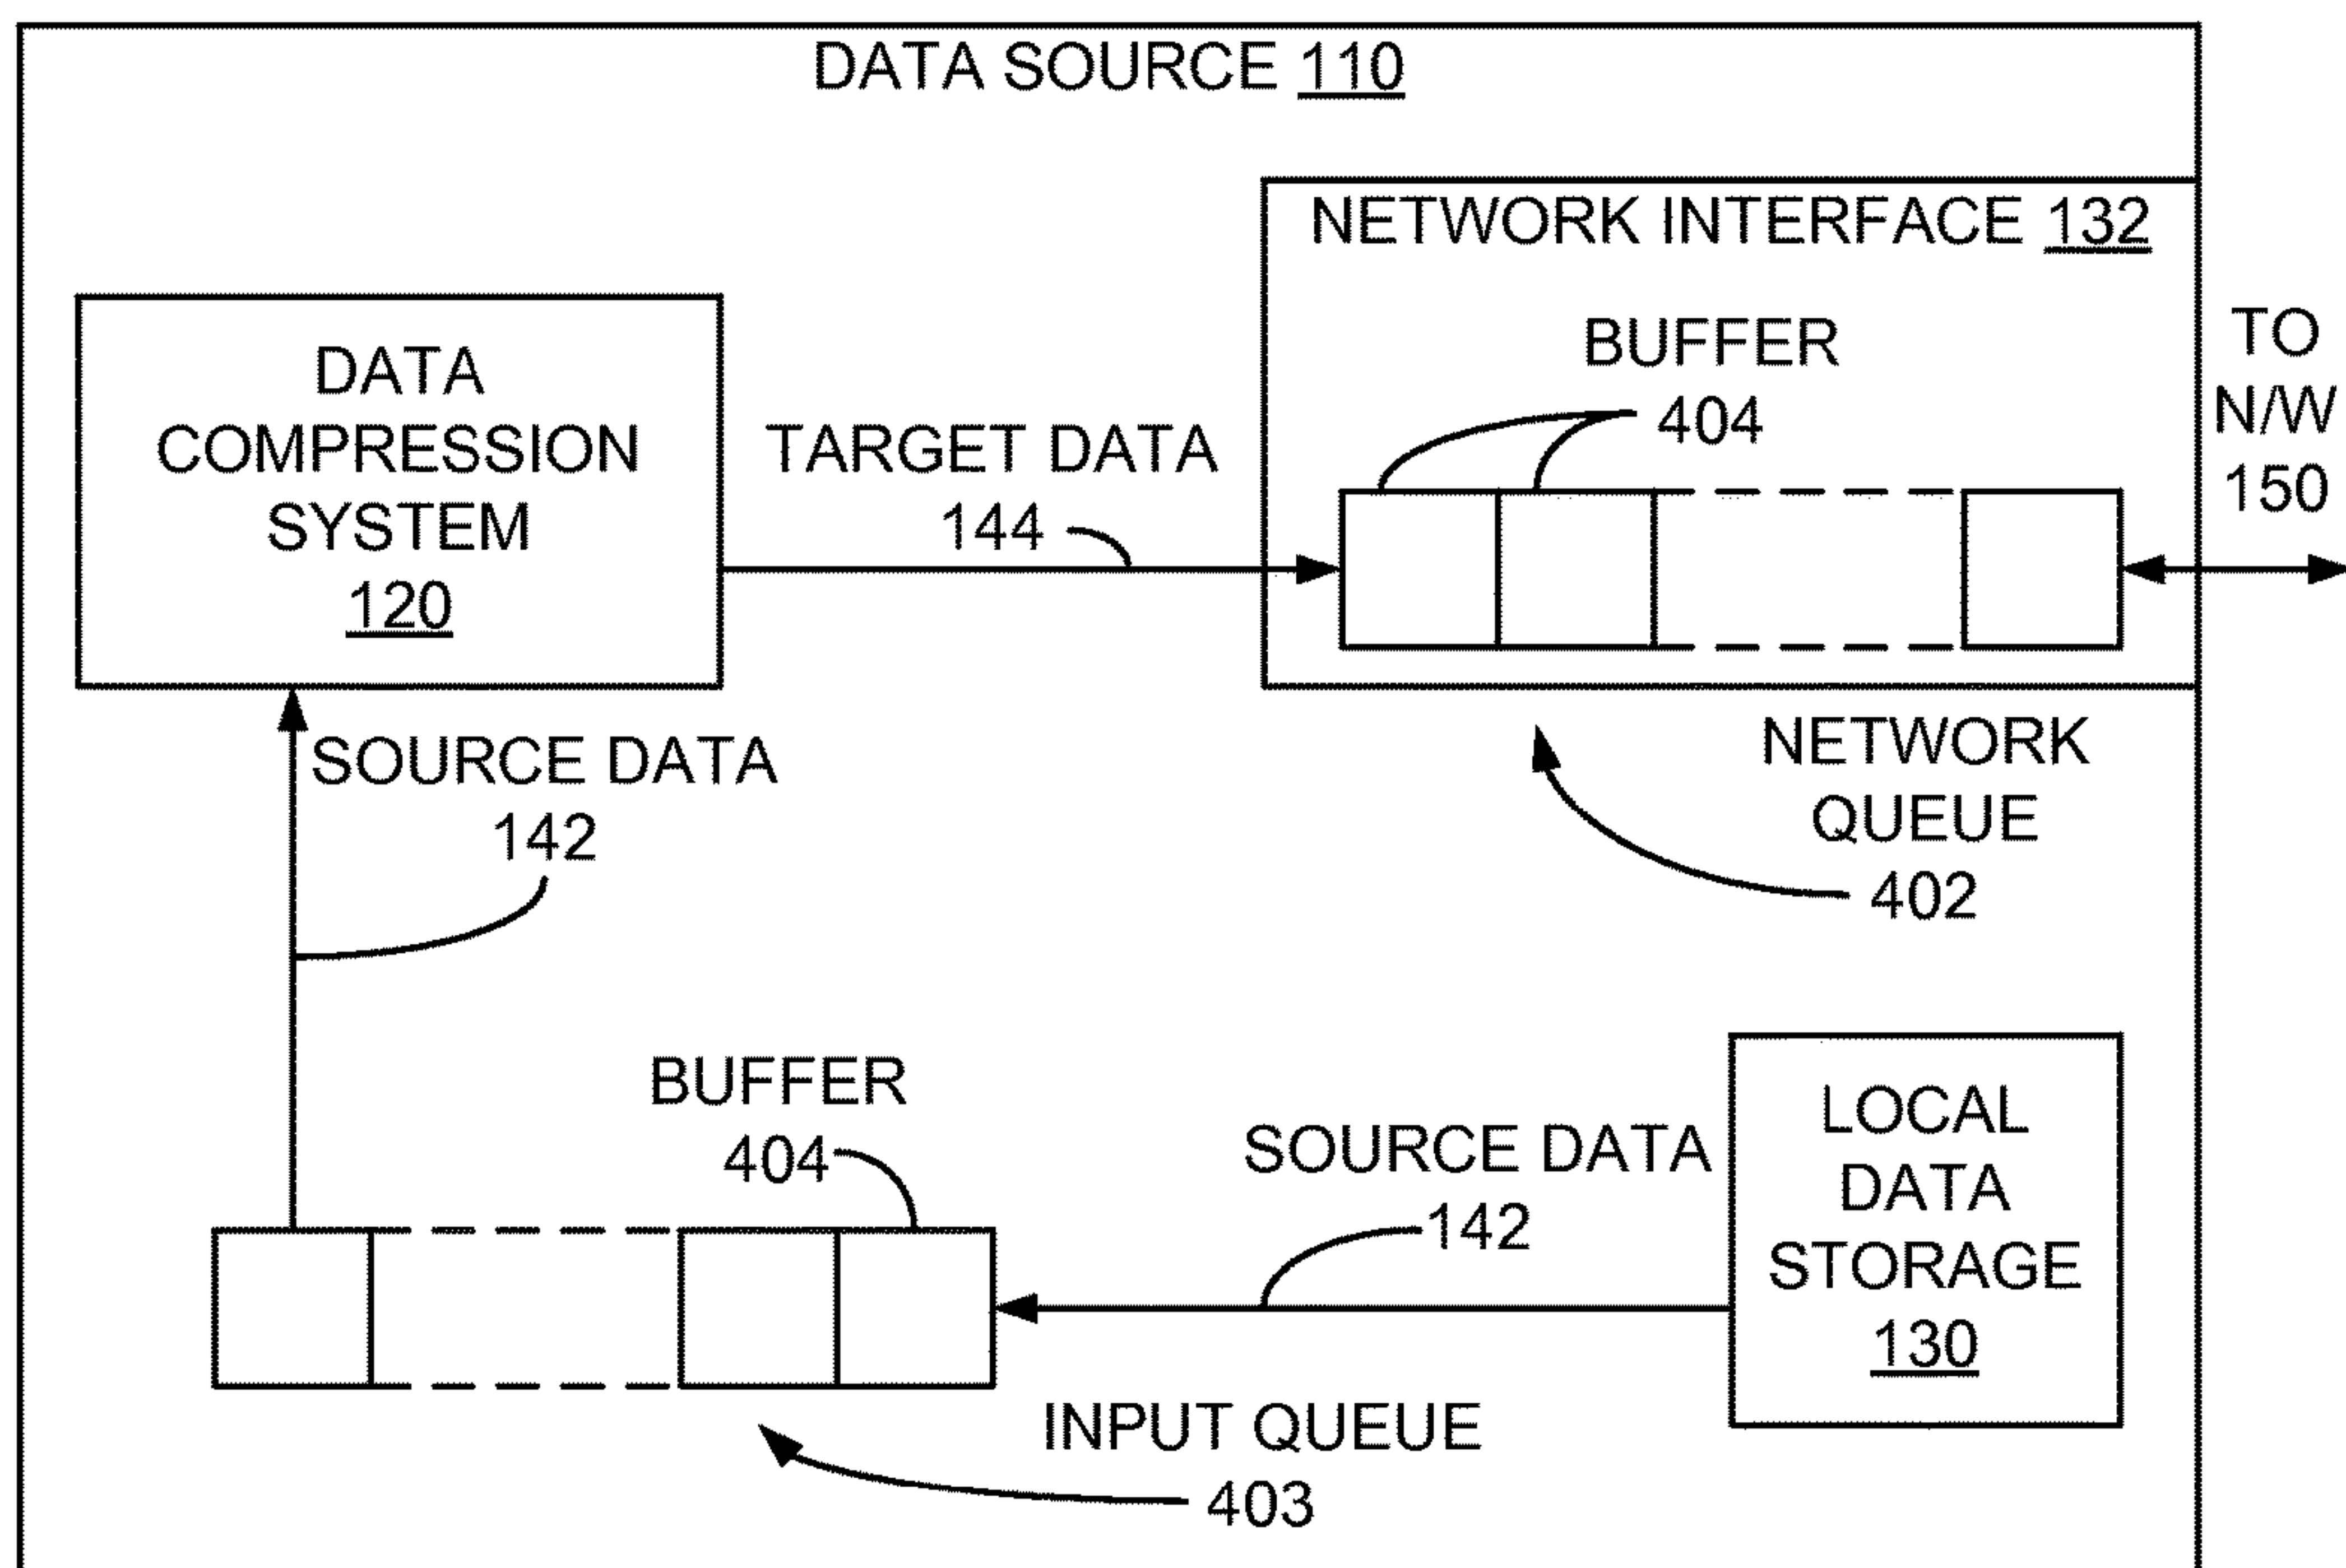 DATA SOURCE 110
NETWORK INTERFACE 132
BUFFER
404
DATA
COMPRESSION
SYSTEM
120
TARGET DATA
144
TO
N/W
150
SOURCE DATA
142
NETWORK
QUEUE
402
BUFFER
404
SOURCE DATA
142
LOCAL
DATA
STORAGE
130
INPUT QUEUE
403